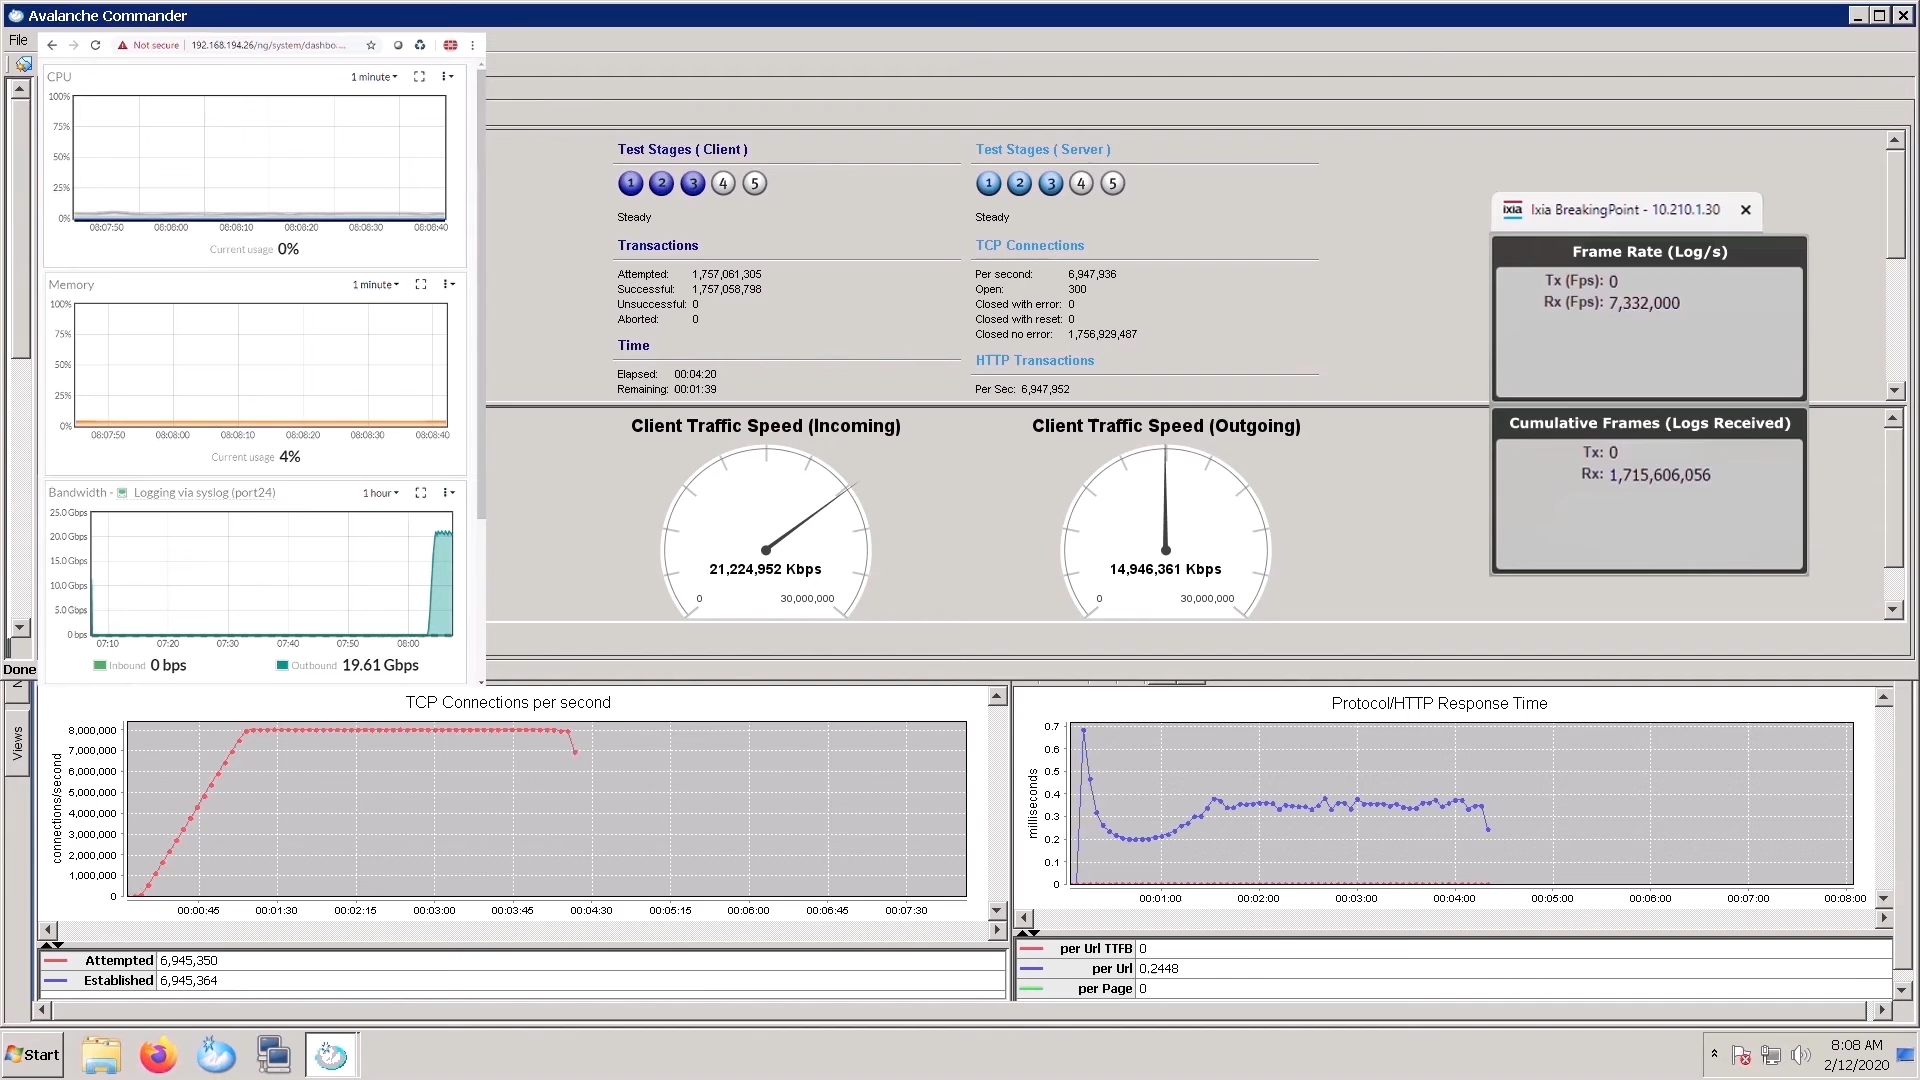 Avalanche Commander
File
Not secure
192.168.194.26/ng/system/dashbo...
CPU
1 minute
100%
75%
50%
25%
0%
08:07:50 08:08:00 08:08:10 08:08:20 08:08:30 08:08:40
Current usage 0%
Memory
1 minute
100%
75%
50%
25%
0%
08:07:50 08:08:00 08:08:10 08:08:20 08:08:30 08:08:40
Current usage 4%
Bandwidth - Logging via syslog (port24)
1 hour
25.0 Gbps
20.0 Gbps
15.0 Gbps
10.0 Gbps
5.0 Gbps
0 bps
07:10 07:20 07:30 07:40 07:50 08:00
Inbound 0 bps
Outbound 19.61 Gbps
Done
Test Stages ( Client )
1 2 3 4 5
Steady
Transactions
Attempted: 1,757,061,305
Successful: 1,757,058,798
Unsuccessful: 0
Aborted: 0
Time
Elapsed: 00:04:20
Remaining: 00:01:39
Test Stages ( Server )
1 2 3 4 5
Steady
TCP Connections
Per second: 6,947,936
Open: 300
Closed with error: 0
Closed with reset: 0
Closed no error: 1,756,929,487
HTTP Transactions
Per Sec: 6,947,952
ixia Ixia BreakingPoint - 10.210.1.30
Frame Rate (Log/s)
Tx (Fps): 0
Rx (Fps): 7,332,000
Cumulative Frames (Logs Received)
Tx: 0
Rx: 1,715,606,056
Client Traffic Speed (Incoming)
21,224,952 Kbps
0 30,000,000
Client Traffic Speed (Outgoing)
14,946,361 Kbps
0 30,000,000
Views
TCP Connections per second
connections/second
8,000,000
7,000,000
6,000,000
5,000,000
4,000,000
3,000,000
2,000,000
1,000,000
0
00:00:45 00:01:30 00:02:15 00:03:00 00:03:45 00:04:30 00:05:15 00:06:00 00:06:45 00:07:30
Attempted 6,945,350
Established 6,945,364
Protocol/HTTP Response Time
milliseconds
0.7
0.6
0.5
0.4
0.3
0.2
0.1
0
00:01:00 00:02:00 00:03:00 00:04:00 00:05:00 00:06:00 00:07:00 00:08:00
per Url TTFB 0
per Url 0.2448
per Page 0
Start
8:08 AM
2/12/2020